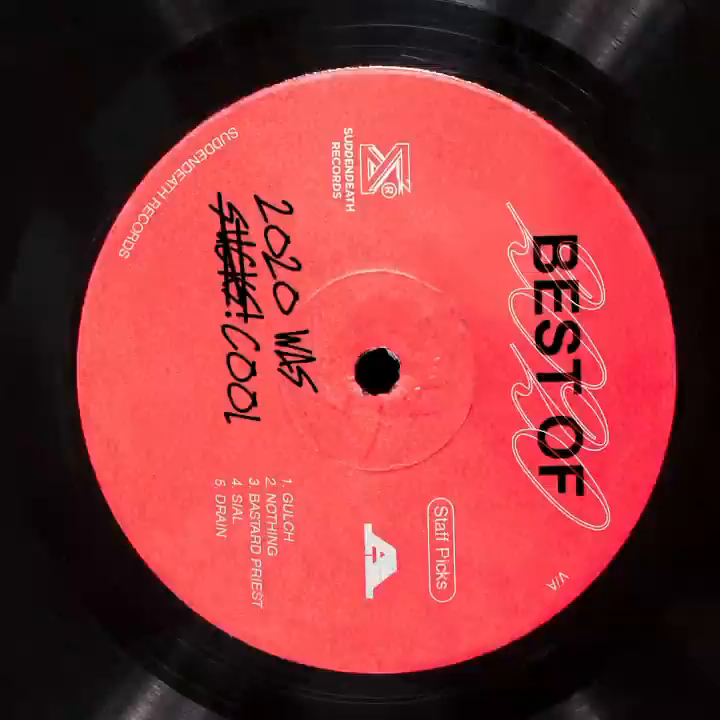 BEST OF
2020
V/A
Staff Picks
SUDDENDEATH
RECORDS
A
2020 WAS
SUCKS! COOL
1. GULCH
2. NOTHING
3. BASTARD PRIEST
4. SIAL
5. DRAIN
SUDDENDEATH RECORDS